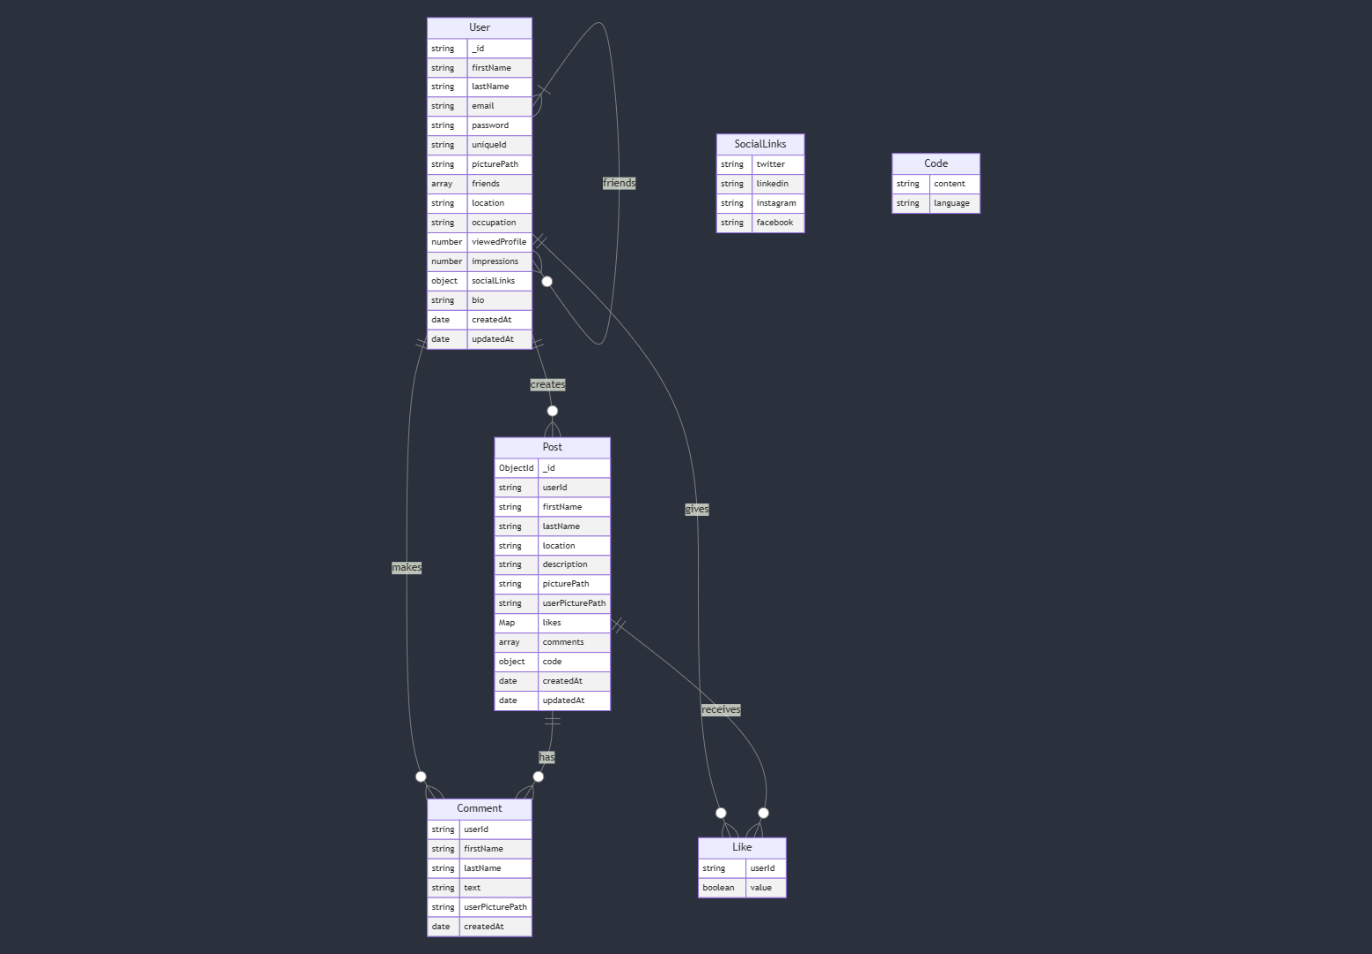 User
string _id
string firstName
string lastName
string email
string password
string uniqueId
string picturePath
array friends
string location
string occupation
number viewedProfile
number impressions
object socialLinks
string bio
date createdAt
date updatedAt
friends
SocialLinks
string twitter
string linkedin
string instagram
string facebook
Code
string content
string language
creates
Post
ObjectId _id
string userId
string firstName
string lastName
string location
string description
string picturePath
string userPicturePath
Map likes
array comments
object code
date createdAt
date updatedAt
gives
makes
receives
has
Comment
string userId
string firstName
string lastName
string text
string userPicturePath
date createdAt
Like
string userId
boolean value